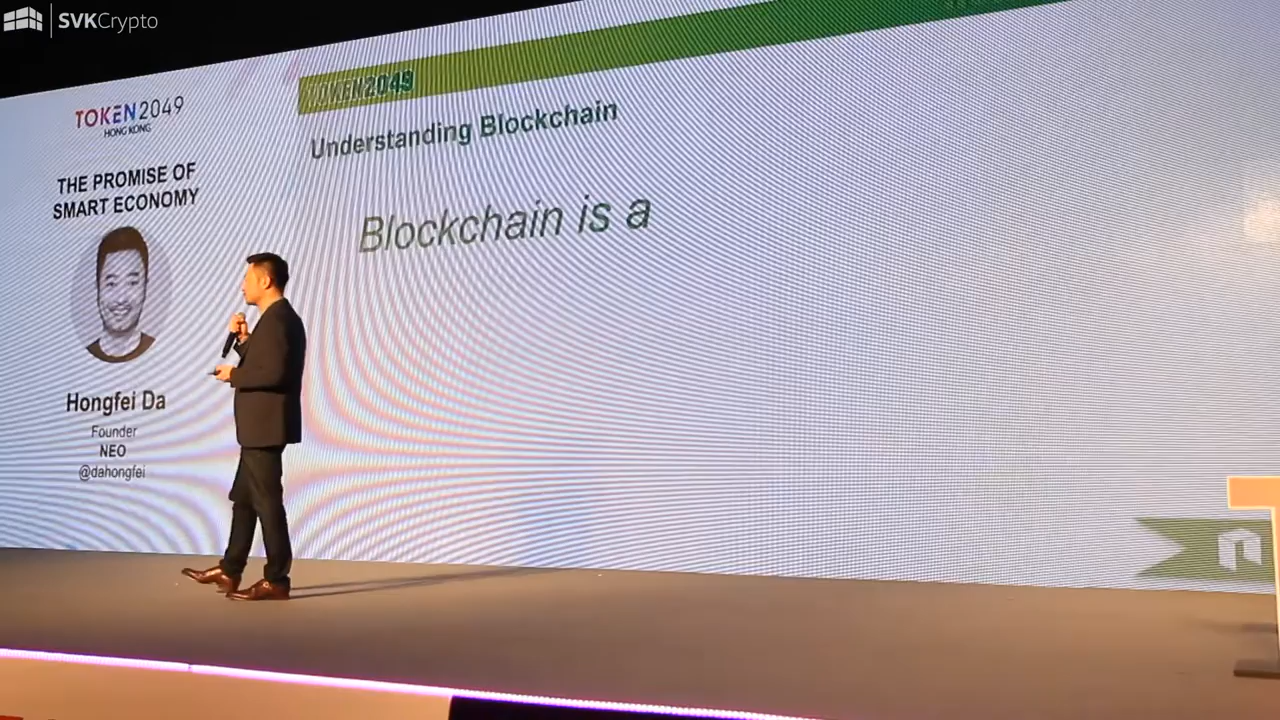 SVKCrypto
TOKEN2049
HONG KONG
THE PROMISE OF
SMART ECONOMY
Hongfei Da
Founder
NEO
@dahongfei
TOKEN2049
Understanding Blockchain
Blockchain is a